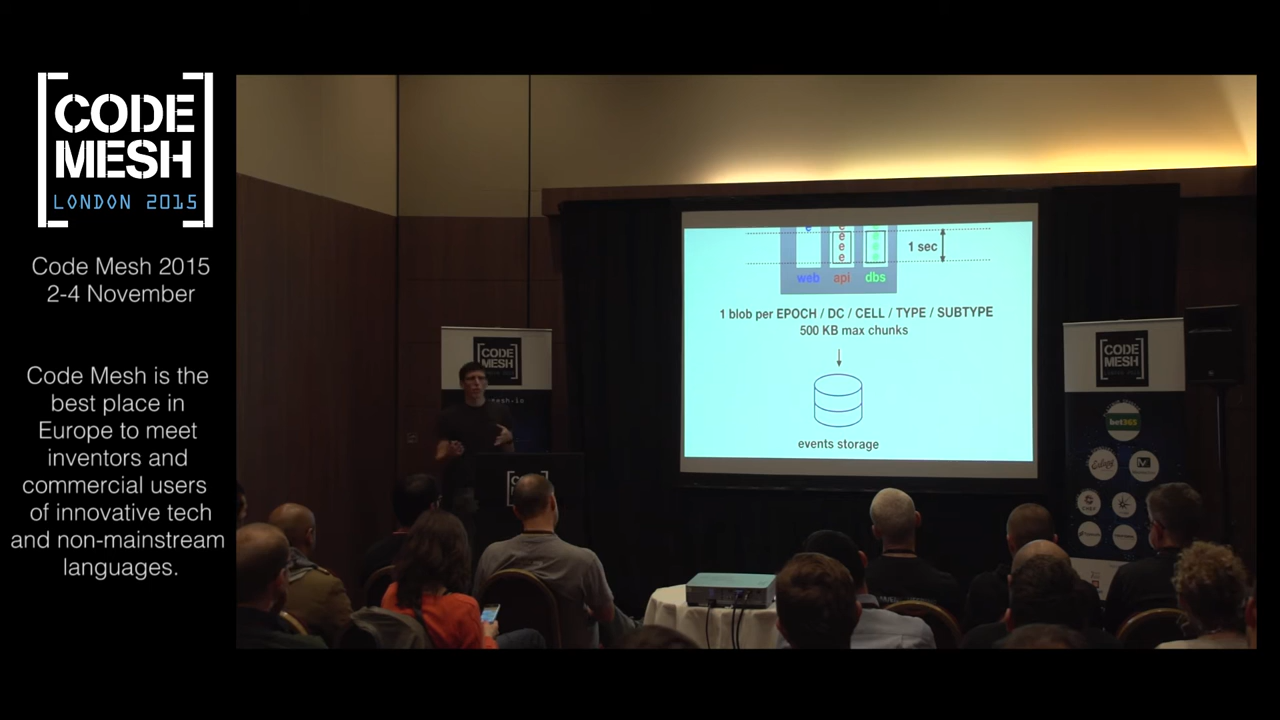 CODE
MESH
LONDON 2015
Code Mesh 2015
2-4 November
Code Mesh is the
best place in
Europe to meet
inventors and
commercial users
of innovative tech
and non-mainstream
languages.
e
e
e
e
e
1 sec
web api dbs
1 blob per EPOCH / DC / CELL / TYPE / SUBTYPE
500 KB max chunks
events storage
CODE
MESH
CODE
MESH
bet365